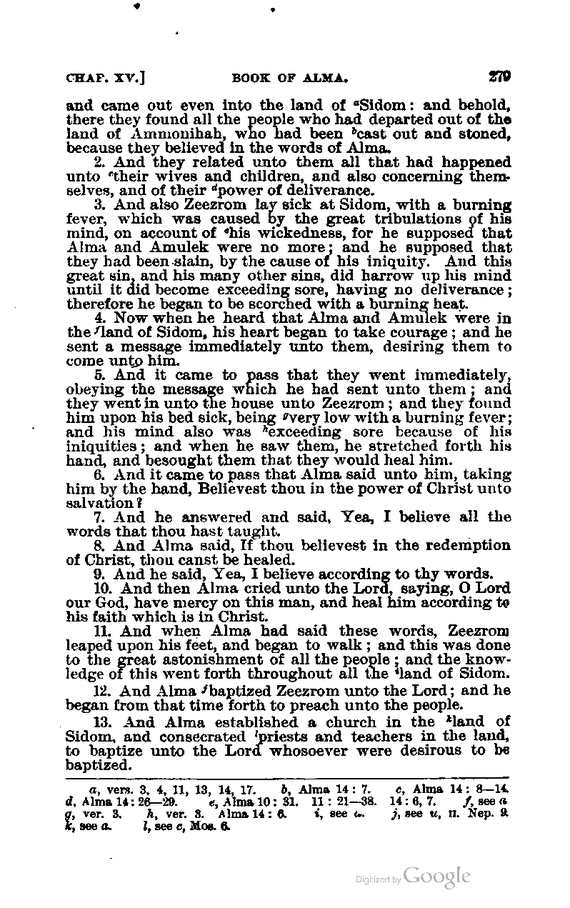 CHAP. XV.] BOOK OF ALMA. 279
and came out even into the land of ᵃSidom: and behold,
there they found all the people who had departed out of the
land of Ammonihah, who had been ᵇcast out and stoned,
because they believed in the words of Alma.
2. And they related unto them all that had happened
unto ᶜtheir wives and children, and also concerning them-
selves, and of their ᵈpower of deliverance.
3. And also Zeezrom lay sick at Sidom, with a burning
fever, which was caused by the great tribulations of his
mind, on account of ᵉhis wickedness, for he supposed that
Alma and Amulek were no more; and he supposed that
they had been slain, by the cause of his iniquity. And this
great sin, and his many other sins, did harrow up his mind
until it did become exceeding sore, having no deliverance;
therefore he began to be scorched with a burning heat.
4. Now when he heard that Alma and Amulek were in
the ᶠland of Sidom, his heart began to take courage; and he
sent a message immediately unto them, desiring them to
come unto him.
5. And it came to pass that they went immediately,
obeying the message which he had sent unto them; and
they went in unto the house unto Zeezrom; and they found
him upon his bed sick, being ᵍvery low with a burning fever;
and his mind also was ʰexceeding sore because of his
iniquities; and when he saw them, he stretched forth his
hand, and besought them that they would heal him.
6. And it came to pass that Alma said unto him, taking
him by the hand, Believest thou in the power of Christ unto
salvation?
7. And he answered and said, Yea, I believe all the
words that thou hast taught.
8. And Alma said, If thou believest in the redemption
of Christ, thou canst be healed.
9. And he said, Yea, I believe according to thy words.
10. And then Alma cried unto the Lord, saying, O Lord
our God, have mercy on this man, and heal him according to
his faith which is in Christ.
11. And when Alma had said these words, Zeezrom
leaped upon his feet, and began to walk; and this was done
to the great astonishment of all the people; and the know-
ledge of this went forth throughout all the ⁱland of Sidom.
12. And Alma ʲbaptized Zeezrom unto the Lord; and he
began from that time forth to preach unto the people.
13. And Alma established a church in the ᵏland of
Sidom, and consecrated ˡpriests and teachers in the land,
to baptize unto the Lord whosoever were desirous to be
baptized.
a, vers. 3, 4, 11, 13, 14, 17. b, Alma 14: 7. c, Alma 14: 8—14.
d, Alma 14: 26—29. e, Alma 10: 31. 11: 21—38. 14: 6, 7. f, see a
g, ver. 3. h, ver. 3. Alma 14: 6. i, see a. j, see u, II. Nep. 9.
k, see a. l, see c, Mos. 6.
Digitized by Google